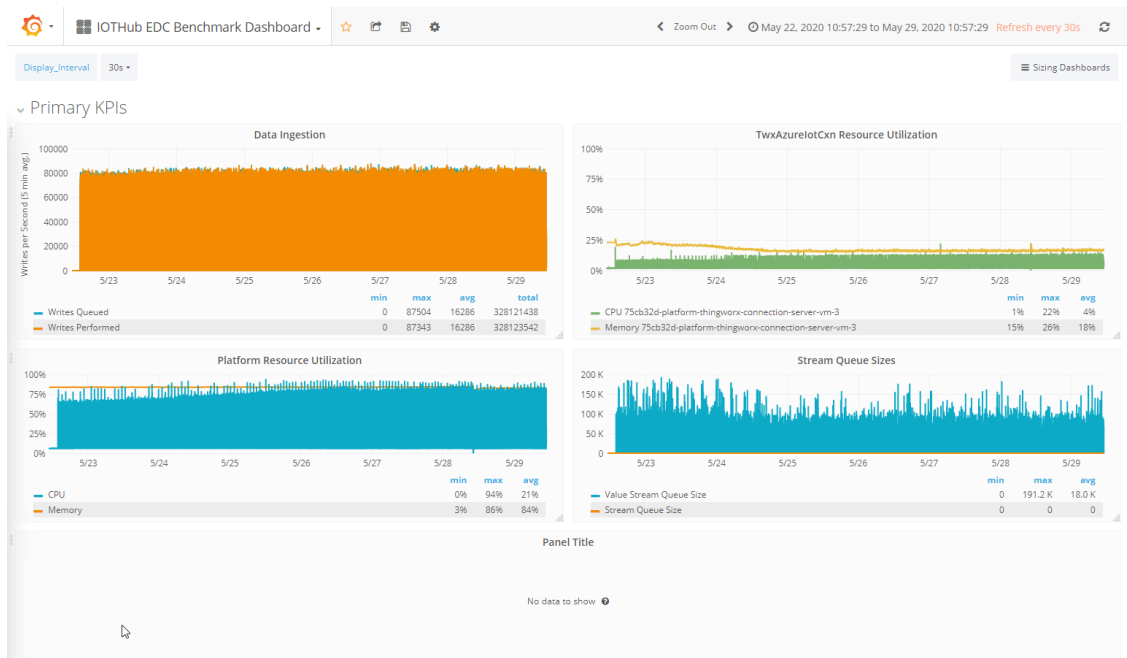 IOTHub EDC Benchmark Dashboard
Zoom Out
May 22, 2020 10:57:29 to May 29, 2020 10:57:29 Refresh every 30s
Display_Interval 30s
Sizing Dashboards
Primary KPIs
Data Ingestion
Writes per Second (5 min avg.)
100000
80000
60000
40000
20000
0
5/23 5/24 5/25 5/26 5/27 5/28 5/29
min max avg total
Writes Queued 0 87504 16286 328121438
Writes Performed 0 87343 16286 328123542
TwxAzureIotCxn Resource Utilization
100%
75%
50%
25%
0%
5/23 5/24 5/25 5/26 5/27 5/28 5/29
min max avg
CPU 75cb32d-platform-thingworx-connection-server-vm-3 1% 22% 4%
Memory 75cb32d-platform-thingworx-connection-server-vm-3 15% 26% 18%
Platform Resource Utilization
100%
75%
50%
25%
0%
5/23 5/24 5/25 5/26 5/27 5/28 5/29
min max avg
CPU 0% 94% 21%
Memory 3% 86% 84%
Stream Queue Sizes
200 K
150 K
100 K
50 K
0
5/23 5/24 5/25 5/26 5/27 5/28 5/29
min max avg
Value Stream Queue Size 0 191.2 K 18.0 K
Stream Queue Size 0 0 0
Panel Title
No data to show